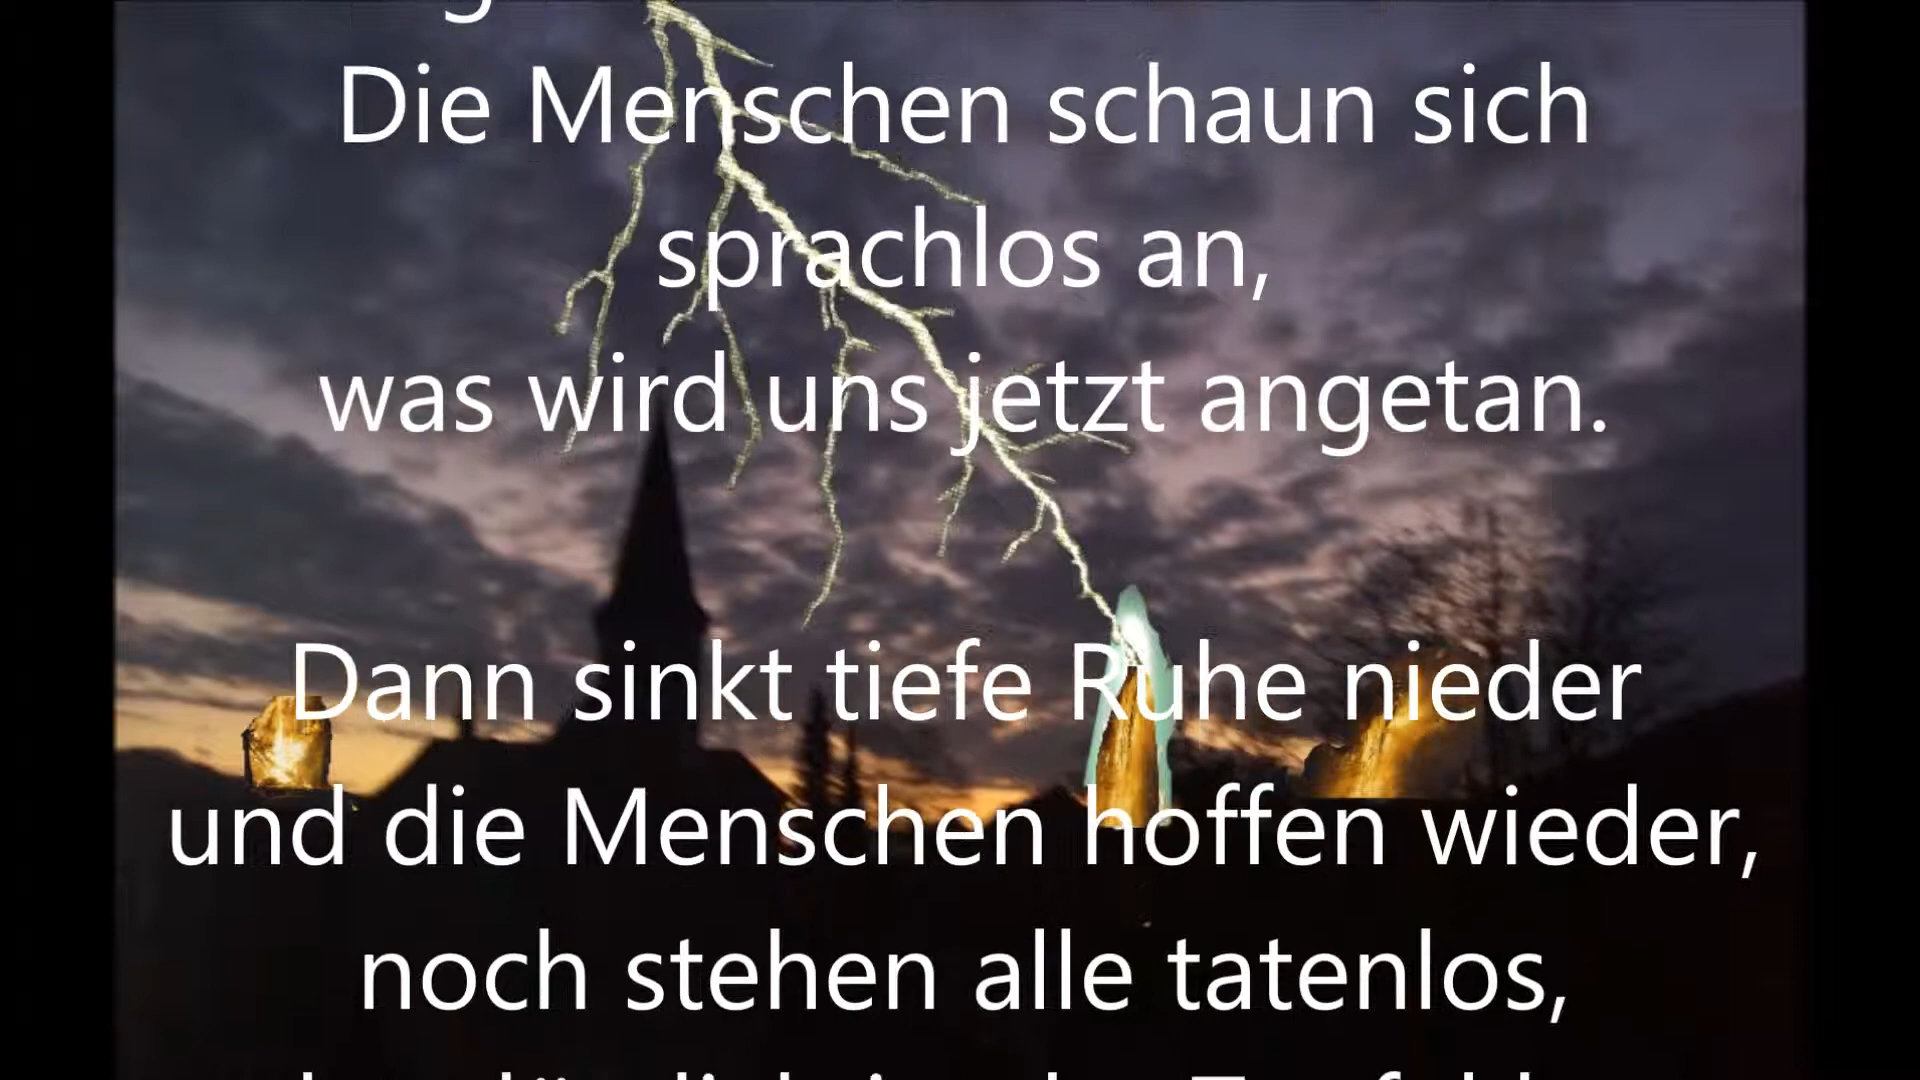 Die Menschen schaun sich
sprachlos an,
was wird uns jetzt angetan.
Dann sinkt tiefe Ruhe nieder
und die Menschen hoffen wieder,
noch stehen alle tatenlos,